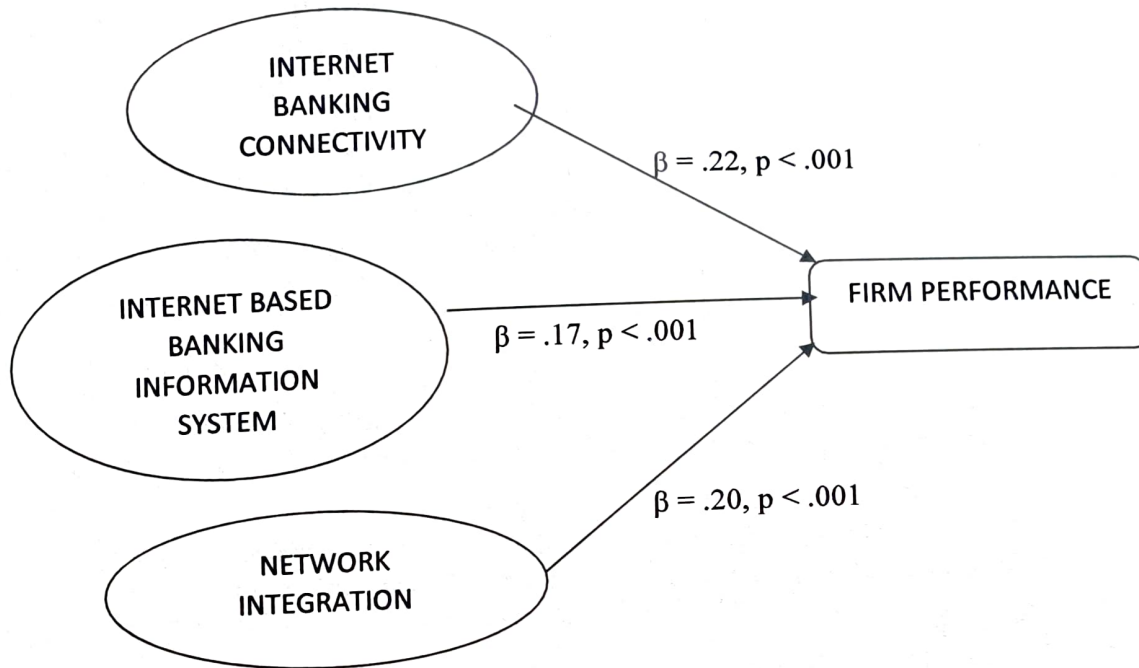 INTERNET
BANKING
CONNECTIVITY
β = .22, p < .001
INTERNET BASED
BANKING
INFORMATION
SYSTEM
β = .17, p < .001
FIRM PERFORMANCE
NETWORK
INTEGRATION
β = .20, p < .001